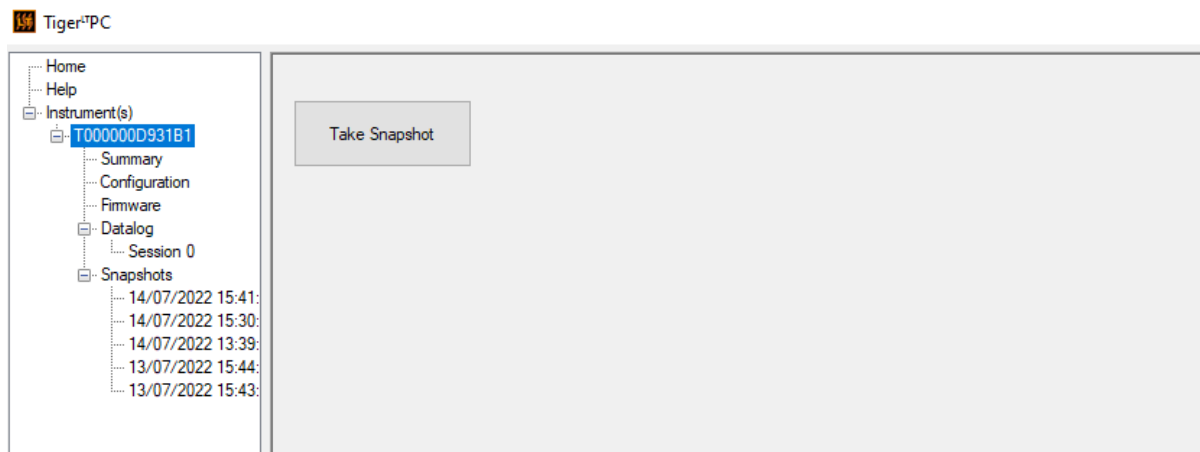 Tiger ᴸᵀPC
Home
Help
Instrument(s)
T000000D931B1
Summary
Configuration
Firmware
Datalog
Session 0
Snapshots
14/07/2022 15:41:
14/07/2022 15:30:
14/07/2022 13:39:
13/07/2022 15:44:
13/07/2022 15:43:
Take Snapshot